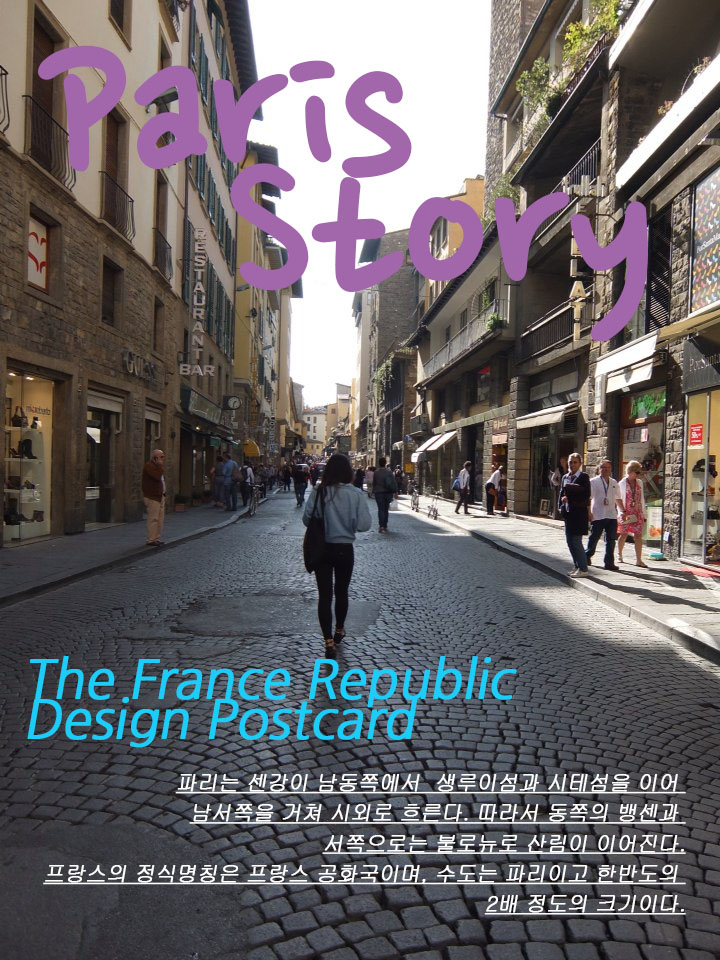 Paris
Story
RESTAURANT
BAR
The France Republic
Design Postcard
파리는 센강이 남동쪽에서 생루이섬과 시테섬을 이어
남서쪽을 거쳐 시외로 흐른다. 따라서 동쪽의 뱅센과
서쪽으로는 불로뉴로 산림이 이어진다.
프랑스의 정식명칭은 프랑스 공화국이며, 수도는 파리이고 한반도의
2배 정도의 크기이다.